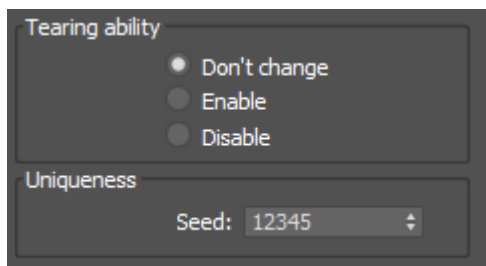 Tearing ability
Don't change
Enable
Disable
Uniqueness
Seed: 12345